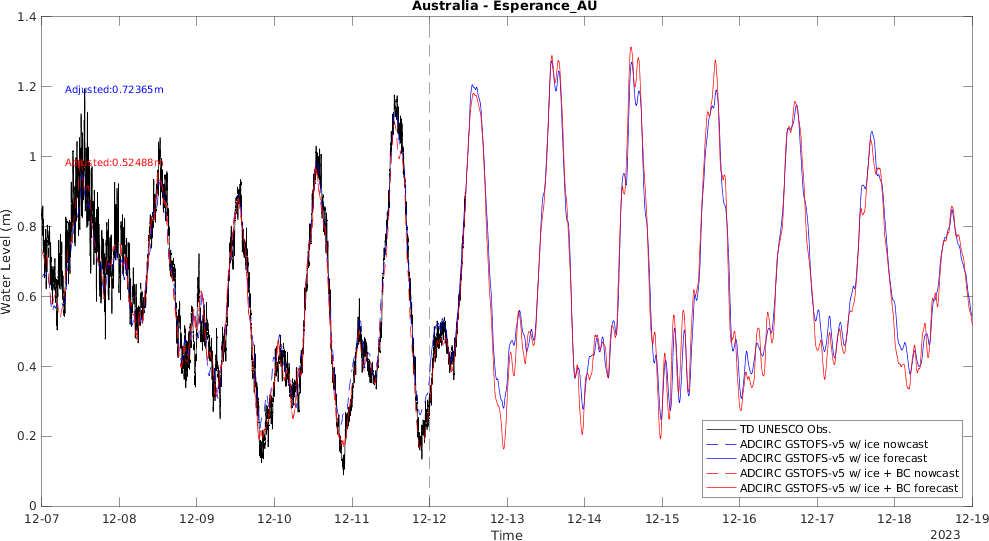 Australia - Esperance_AU
1.4
1.2
1
0.8
0.6
0.4
0.2
0
Water Level (m)
Adjusted:0.72365m
Adjusted:0.52488m
TD UNESCO Obs.
ADCIRC GSTOFS-v5 w/ ice nowcast
ADCIRC GSTOFS-v5 w/ ice forecast
ADCIRC GSTOFS-v5 w/ ice + BC nowcast
ADCIRC GSTOFS-v5 w/ ice + BC forecast
12-07 12-08 12-09 12-10 12-11 12-12 12-13 12-14 12-15 12-16 12-17 12-18 12-19
Time
2023